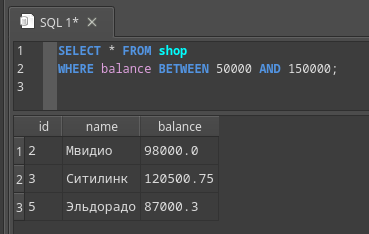 SQL 1*
1 SELECT * FROM shop
2 WHERE balance BETWEEN 50000 AND 150000;
3
id name balance
1 2 Мвидио 98000.0
2 3 Ситилинк 120500.75
3 5 Эльдорадо 87000.3